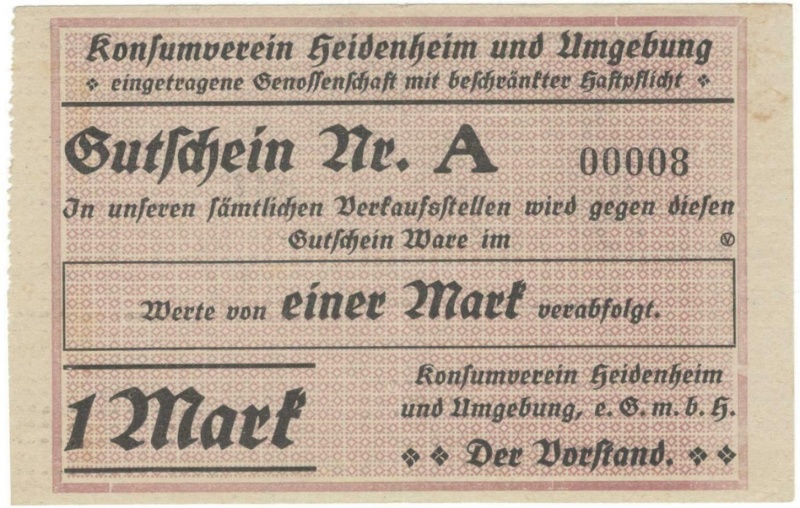 Konsumverein Heidenheim und Umgebung
eingetragene Genossenschaft mit beschränkter Haftpflicht
Gutschein Nr. A 00008
In unseren sämtlichen Verkaufsstellen wird gegen diesen
Gutschein Ware im
Werte von einer Mark verabfolgt.
1 Mark
Konsumverein Heidenheim
und Umgebung, e. G. m. b. H.
Der Vorstand.